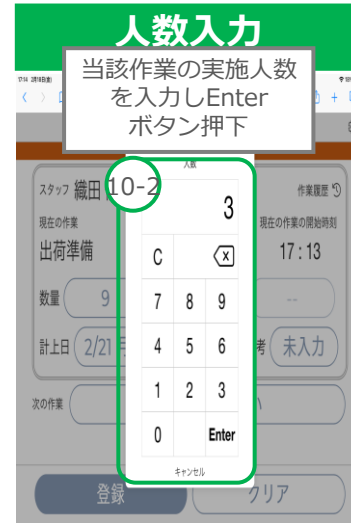 人数入力
当該作業の実施人数
を入力しEnter
ボタン押下
10-2
人数
3
スタッフ 織田
作業履歴
現在の作業
現在の作業の開始時刻
出荷準備
17:13
C
数量 9
--
7 8 9
計上日 2/21
4 5 6
考 未入力
1 2 3
次の作業
0 Enter
キャンセル
登録
クリア